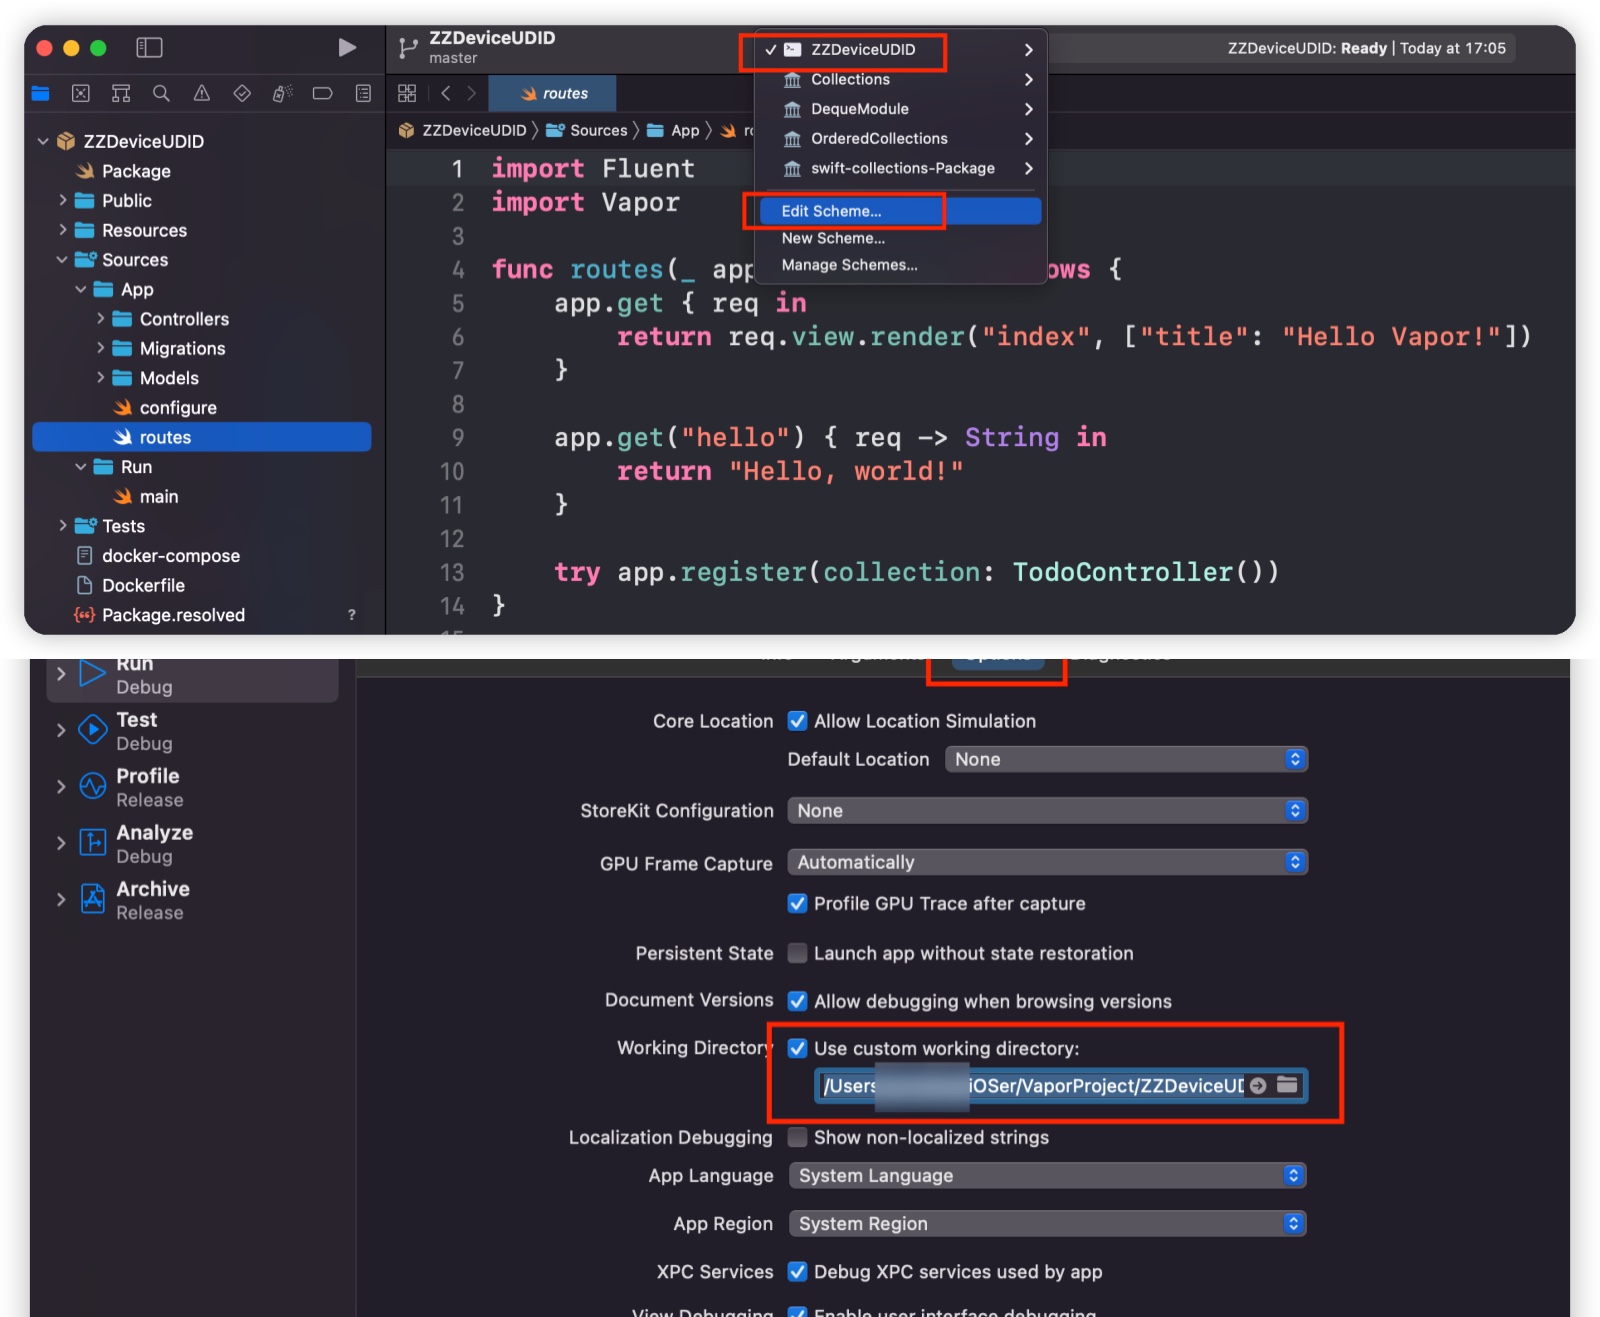 ZZDeviceUDID
master
ZZDeviceUDID: Ready | Today at 17:05
ZZDeviceUDID
Collections
DequeModule
OrderedCollections
swift-collections-Package
Edit Scheme...
New Scheme...
Manage Schemes...
routes
ZZDeviceUDID
Sources
App
ZZDeviceUDID
Package
Public
Resources
Sources
App
Controllers
Migrations
Models
configure
routes
Run
main
Tests
docker-compose
Dockerfile
Package.resolved ?
1 import Fluent
2 import Vapor
3
4 func routes(_ app ows {
5 app.get { req in
6 return req.view.render("index", ["title": "Hello Vapor!"])
7 }
8
9 app.get("hello") { req -> String in
10 return "Hello, world!"
11 }
12
13 try app.register(collection: TodoController())
14 }
Run
Debug
Test
Debug
Profile
Release
Analyze
Debug
Archive
Release
Core Location Allow Location Simulation
Default Location None
StoreKit Configuration None
GPU Frame Capture Automatically
Profile GPU Trace after capture
Persistent State Launch app without state restoration
Document Versions Allow debugging when browsing versions
Working Directory Use custom working directory:
/Users iOSer/VaporProject/ZZDeviceUD
Localization Debugging Show non-localized strings
App Language System Language
App Region System Region
XPC Services Debug XPC services used by app
View Debugging Enable user interface debugging